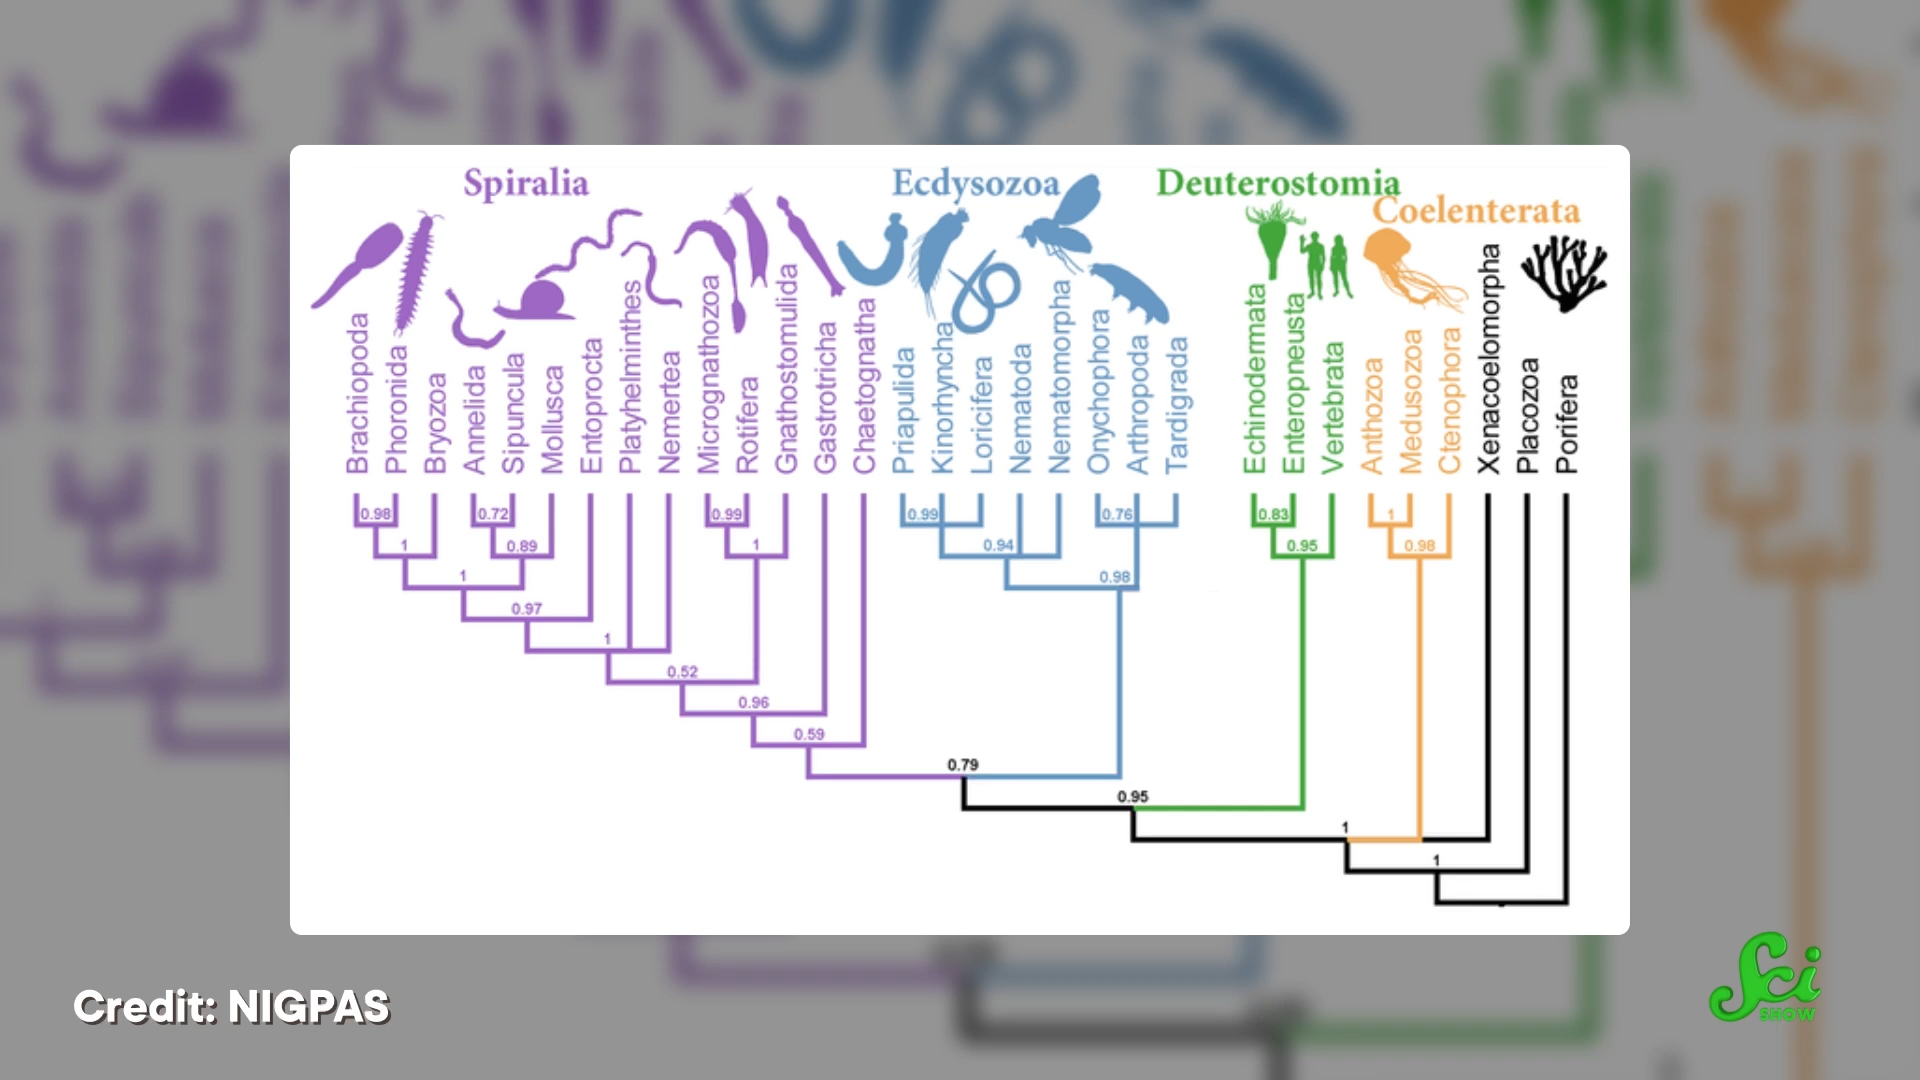 Spiralia
Ecdysozoa
Deuterostomia
Coelenterata
Brachiopoda
Phoronida
Bryozoa
Annelida
Sipuncula
Mollusca
Entoprocta
Platyhelminthes
Nemertea
Micrognathozoa
Rotifera
Gnathostomulida
Gastrotricha
Chaetognatha
Priapulida
Kinorhyncha
Loricifera
Nematoda
Nematomorpha
Onychophora
Arthropoda
Tardigrada
Echinodermata
Enteropneusta
Vertebrata
Anthozoa
Medusozoa
Ctenophora
Xenacoelomorpha
Placozoa
Porifera
0.98
0.72
0.99
0.99
0.76
0.83
1
1
0.89
1
0.94
0.95
0.98
1
0.98
0.97
1
0.52
0.96
0.59
0.79
0.95
1
1
Credit: NIGPAS
Sci
SHOW